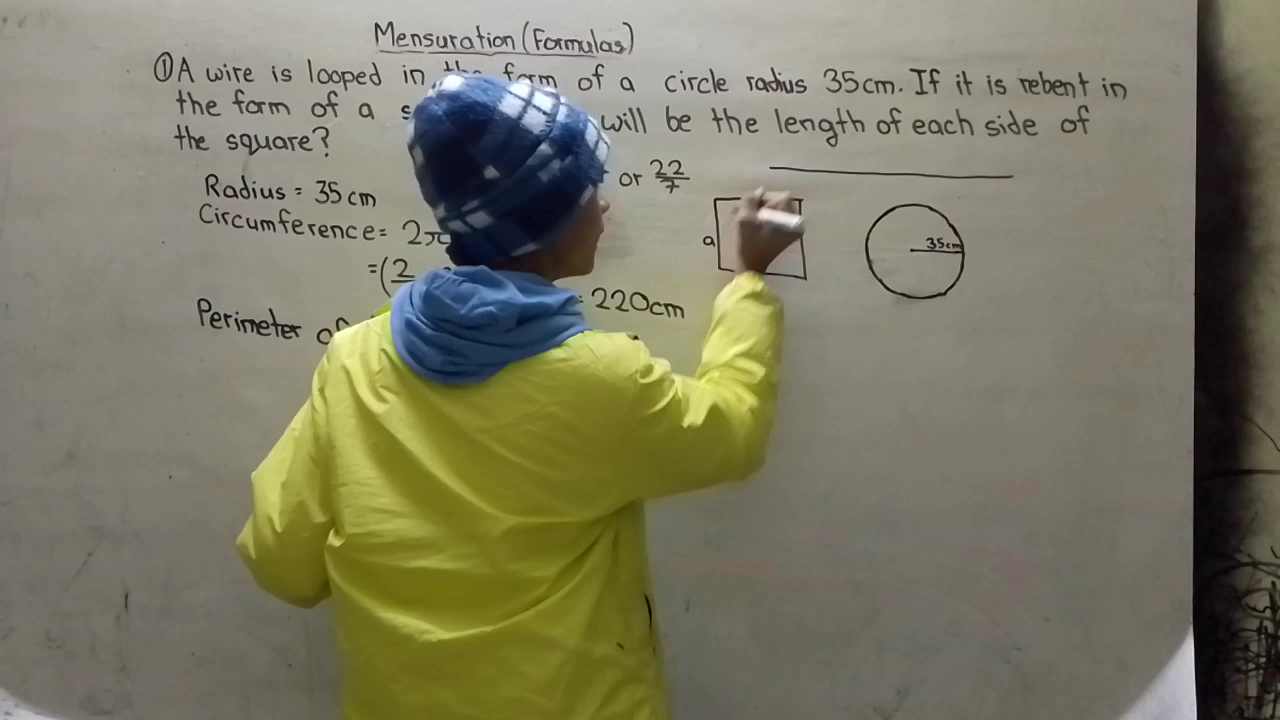 Mensuration (Formulas)
① A wire is looped in the form of a circle radius 35cm. If it is rebent in
the form of a will be the length of each side of
the square?
or 22/7
Radius = 35cm
Circumference = 2π
a
35cm
=(2
= 220cm
Perimeter of